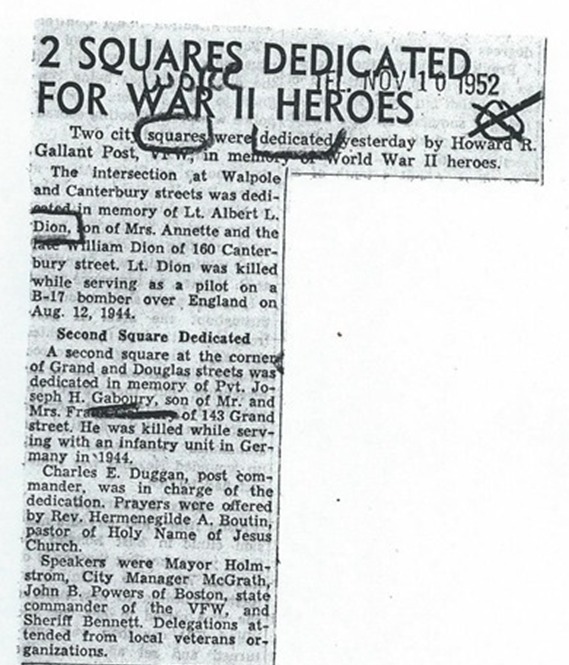 2 SQUARES DEDICATED
TEL. NOV 10 1952
FOR WAR II HEROES
Two city squares were dedicated yesterday by Howard R.
Gallant Post, VFW, in memory of World War II heroes.
The intersection at Walpole
and Canterbury streets was dedi-
cated in memory of Lt. Albert L.
Dion, son of Mrs. Annette and the
late William Dion of 160 Canter-
bury street. Lt. Dion was killed
while serving as a pilot on a
B-17 bomber over England on
Aug. 12, 1944.
Second Square Dedicated
A second square at the corner
of Grand and Douglas streets was
dedicated in memory of Pvt. Jo-
seph H. Gaboury, son of Mr. and
Mrs. of 143 Grand
street. He was killed while serv-
ing with an infantry unit in Ger-
many in 1944.
Charles E. Duggan, post com-
mander, was in charge of the
dedication. Prayers were offered
by Rev. Hermenegilde A. Boutin,
pastor of Holy Name of Jesus
Church.
Speakers were Mayor Holm-
strom, City Manager McGrath,
John B. Powers of Boston, state
commander of the VFW, and
Sheriff Bennett. Delegations at-
tended from local veterans or-
ganizations.